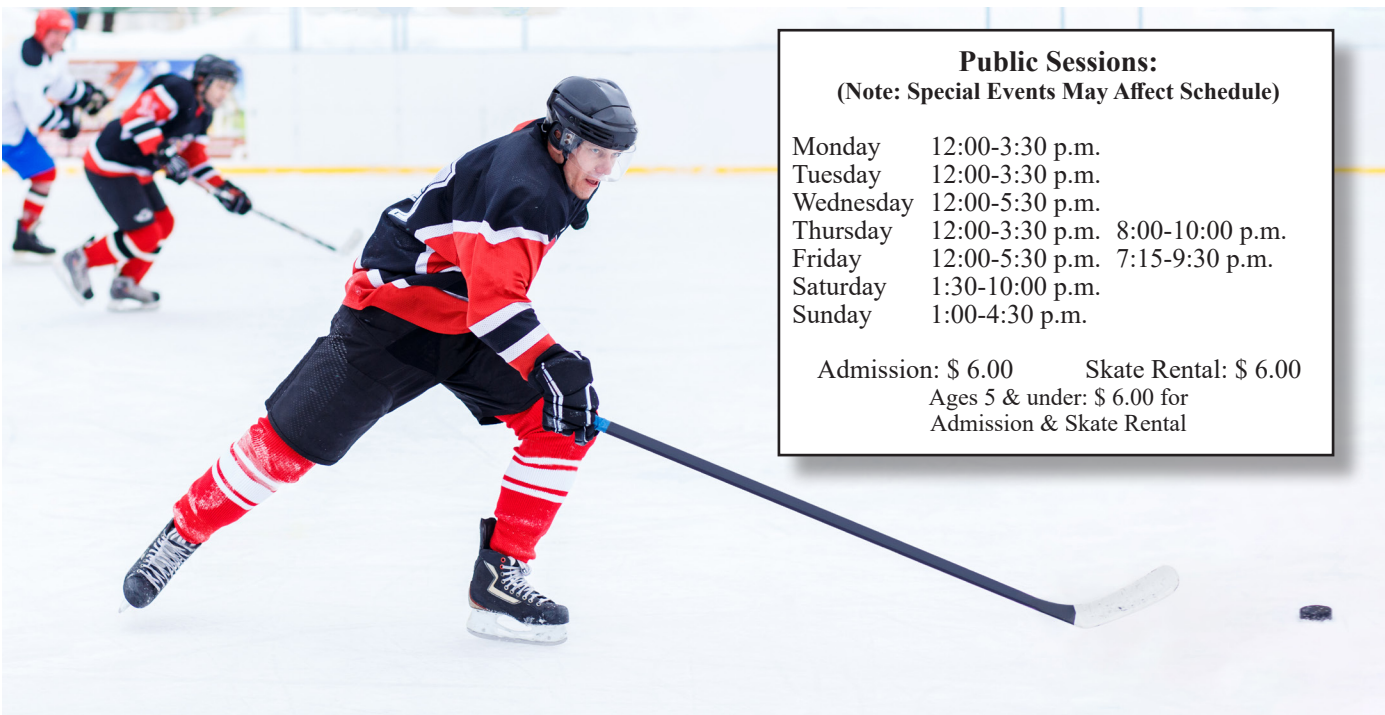 Public Sessions:
(Note: Special Events May Affect Schedule)
Monday 12:00-3:30 p.m.
Tuesday 12:00-3:30 p.m.
Wednesday 12:00-5:30 p.m.
Thursday 12:00-3:30 p.m. 8:00-10:00 p.m.
Friday 12:00-5:30 p.m. 7:15-9:30 p.m.
Saturday 1:30-10:00 p.m.
Sunday 1:00-4:30 p.m.
Admission: $ 6.00 Skate Rental: $ 6.00
Ages 5 & under: $ 6.00 for
Admission & Skate Rental